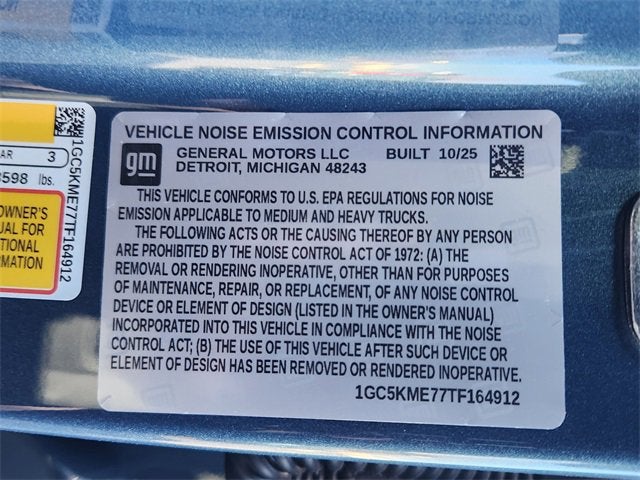 VEHICLE NOISE EMISSION CONTROL INFORMATION
gm
GENERAL MOTORS LLC BUILT 10/25
DETROIT, MICHIGAN 48243
THIS VEHICLE CONFORMS TO U.S. EPA REGULATIONS FOR NOISE
EMISSION APPLICABLE TO MEDIUM AND HEAVY TRUCKS.
THE FOLLOWING ACTS OR THE CAUSING THEREOF BY ANY PERSON
ARE PROHIBITED BY THE NOISE CONTROL ACT OF 1972: (A) THE
REMOVAL OR RENDERING INOPERATIVE, OTHER THAN FOR PURPOSES
OF MAINTENANCE, REPAIR, OR REPLACEMENT, OF ANY NOISE CONTROL
DEVICE OR ELEMENT OF DESIGN (LISTED IN THE OWNER'S MANUAL)
INCORPORATED INTO THIS VEHICLE IN COMPLIANCE WITH THE NOISE
CONTROL ACT; (B) THE USE OF THIS VEHICLE AFTER SUCH DEVICE OR
ELEMENT OF DESIGN HAS BEEN REMOVED OR RENDERED INOPERATIVE.
1GC5KME77TF164912
AR 3
3598 lbs.
OWNER'S
UAL FOR
TIONAL
ATION
1GC5KME77TF164912